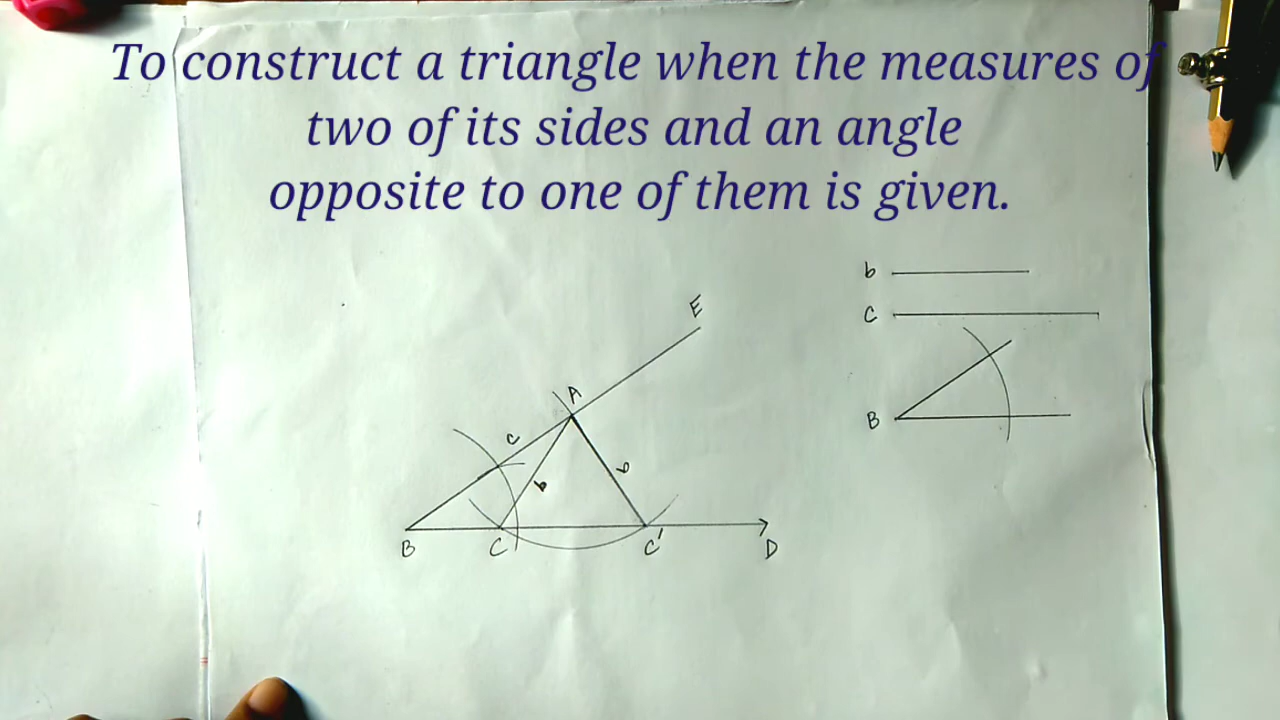 To construct a triangle when the measures of
two of its sides and an angle
opposite to one of them is given.
b
c
E
A
c
B
b
b
B
C
C'
D